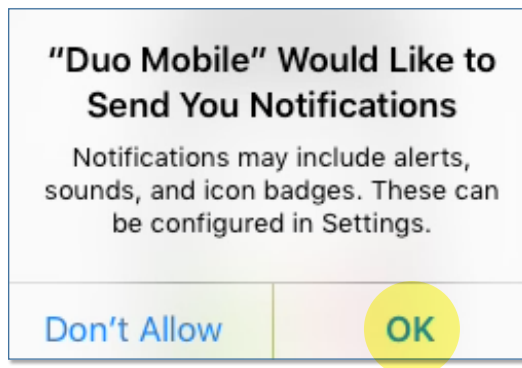 “Duo Mobile” Would Like to
Send You Notifications
Notifications may include alerts,
sounds, and icon badges. These can
be configured in Settings.
Don’t Allow
OK